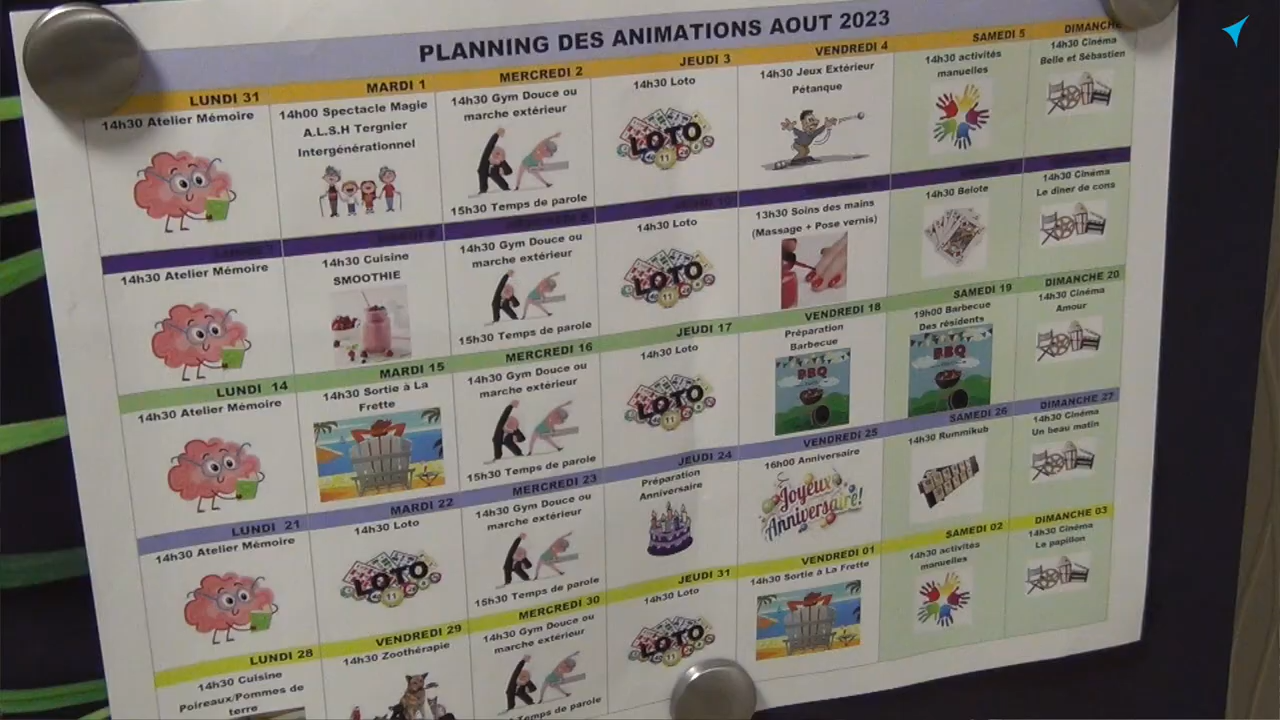 PLANNING DES ANIMATIONS AOUT 2023
LUNDI 31
14h30 Atelier Mémoire
MARDI 1
14h00 Spectacle Magie
A.L.S.H Tergnier
Intergénérationnel
MERCREDI 2
14h30 Gym Douce ou
marche extérieur
15h30 Temps de parole
JEUDI 3
14h30 Loto
LOTO
11
VENDREDI 4
14h30 Jeux Extérieur
Pétanque
SAMEDI 5
14h30 activités
manuelles
DIMANCHE
14h30 Cinéma
Belle et Sébastien
14h30 Atelier Mémoire
14h30 Cuisine
SMOOTHIE
14h30 Gym Douce ou
marche extérieur
15h30 Temps de parole
14h30 Loto
LOTO
11
13h30 Soins des mains
(Massage + Pose vernis)
14h30 Belote
14h30 Cinéma
Le diner de cons
LUNDI 14
14h30 Atelier Mémoire
MARDI 15
14h30 Sortie à La
Frette
MERCREDI 16
14h30 Gym Douce ou
marche extérieur
15h30 Temps de parole
JEUDI 17
14h30 Loto
LOTO
11
VENDREDI 18
Préparation
Barbecue
BBQ
SAMEDI 19
19h00 Barbecue
Des résidents
BBQ
DIMANCHE 20
14h30 Cinéma
Amour
LUNDI 21
14h30 Atelier Mémoire
MARDI 22
14h30 Loto
LOTO
11
MERCREDI 23
14h30 Gym Douce ou
marche extérieur
15h30 Temps de parole
JEUDI 24
Préparation
Anniversaire
VENDREDI 25
16h00 Anniversaire
Joyeux
Anniversaire!
SAMEDI 26
14h30 Rummikub
DIMANCHE 27
14h30 Cinéma
Un beau matin
LUNDI 28
14h30 Cuisine
Poireaux/Pommes de
terre
VENDREDI 29
14h30 Zoothérapie
MERCREDI 30
14h30 Gym Douce ou
marche extérieur
Temps de parole
JEUDI 31
14h30 Loto
LOTO
11
VENDREDI 01
14h30 Sortie à La Frette
SAMEDI 02
14h30 activités
manuelles
DIMANCHE 03
14h30 Cinéma
Le papillon